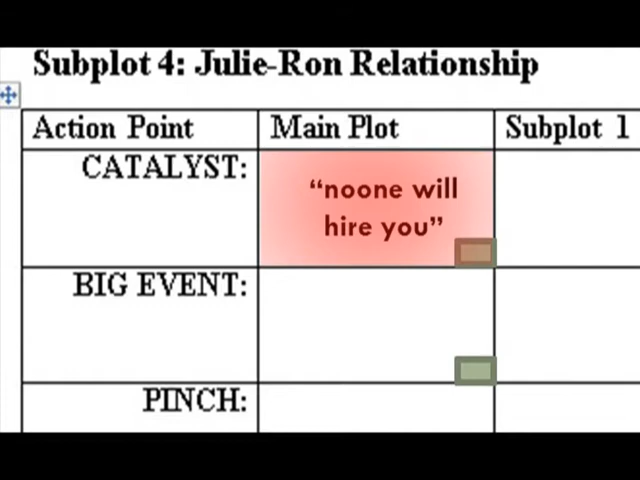 Subplot 4: Julie-Ron Relationship
Action Point
Main Plot
Subplot 1
CATALYST:
“noone will
hire you”
BIG EVENT:
PINCH: